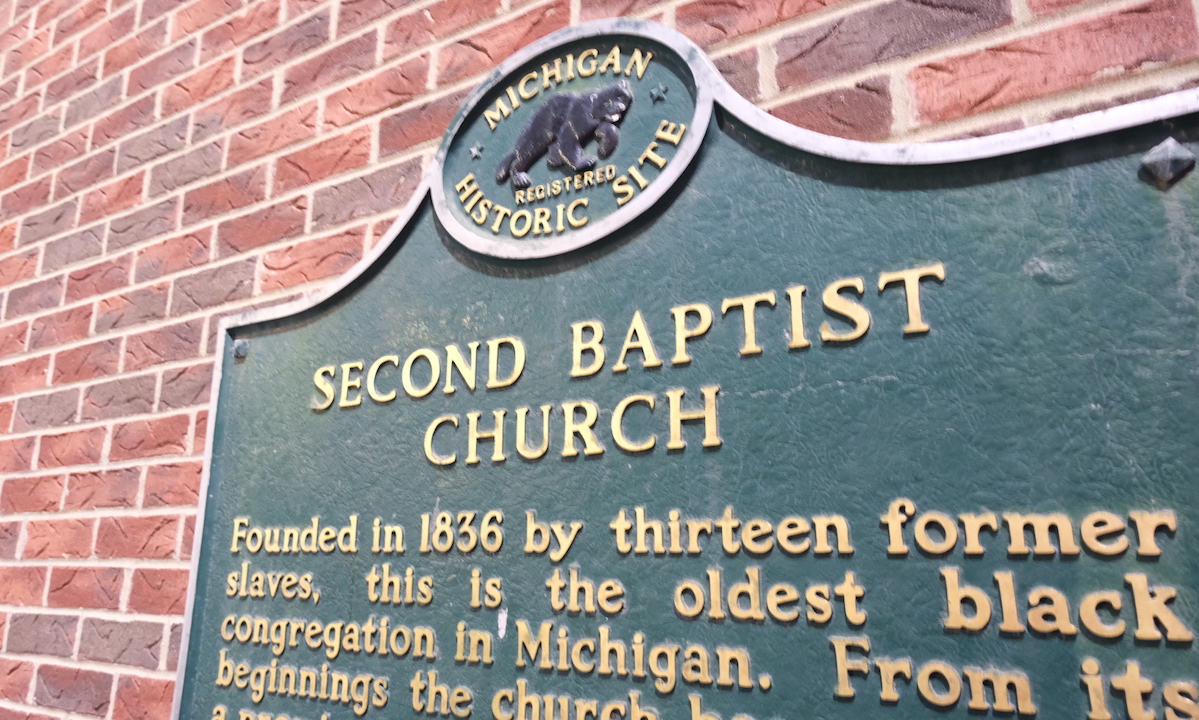 MICHIGAN
REGISTERED
HISTORIC SITE
SECOND BAPTIST
CHURCH
Founded in 1836 by thirteen former
slaves, this is the oldest black
congregation in Michigan. From its
beginnings the church
a